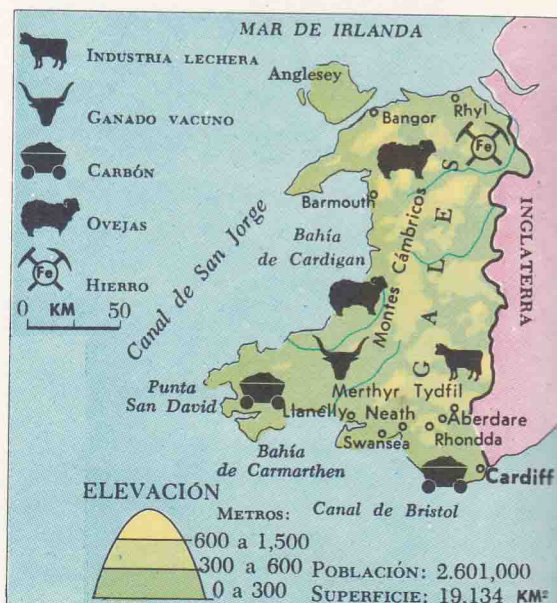 MAR DE IRLANDA
INDUSTRIA LECHERA
GANADO VACUNO
CARBÓN
OVEJAS
Fe
HIERRO
0 KM 50
Anglesey
Bangor
Rhyl
Fe
Barmouth
Bahía
de Cardigan
Canal de San Jorge
Montes Cámbricos
GALES
INGLATERRA
Punta
San David
Merthyr Tydfil
Llanelly
Neath
Aberdare
Swansea
Rhondda
Bahía
de Carmarthen
Cardiff
Canal de Bristol
ELEVACIÓN
METROS:
600 a 1,500
300 a 600
0 a 300
POBLACIÓN: 2.601,000
SUPERFICIE: 19,134 KM²